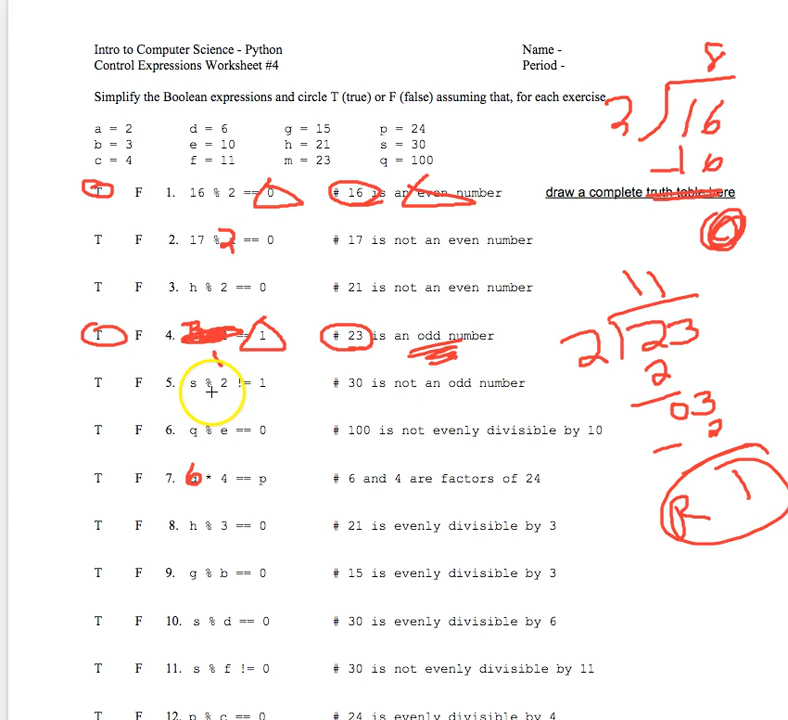 Intro to Computer Science - Python Name -
Control Expressions Worksheet #4 Period -
Simplify the Boolean expressions and circle T (true) or F (false) assuming that, for each exercise
a = 2 d = 6 g = 15 p = 24
b = 3 e = 10 h = 21 s = 30
c = 4 f = 11 m = 23 q = 100
T F 1. 16 % 2 == 0 # 16 is an even number draw a complete truth table here
T F 2. 17 % 2 == 0 # 17 is not an even number
T F 3. h % 2 == 0 # 21 is not an even number
T F 4. == 1 # 23 is an odd number
T F 5. s % 2 != 1 # 30 is not an odd number
T F 6. q % e == 0 # 100 is not evenly divisible by 10
T F 7. 6 * 4 == p # 6 and 4 are factors of 24
T F 8. h % 3 == 0 # 21 is evenly divisible by 3
T F 9. g % b == 0 # 15 is evenly divisible by 3
T F 10. s % d == 0 # 30 is evenly divisible by 6
T F 11. s % f != 0 # 30 is not evenly divisible by 11
T F 12. p % c == 0 # 24 is evenly divisible by 4
8
2 16
-16
0
11
2 23
2
03
- 2
R 1